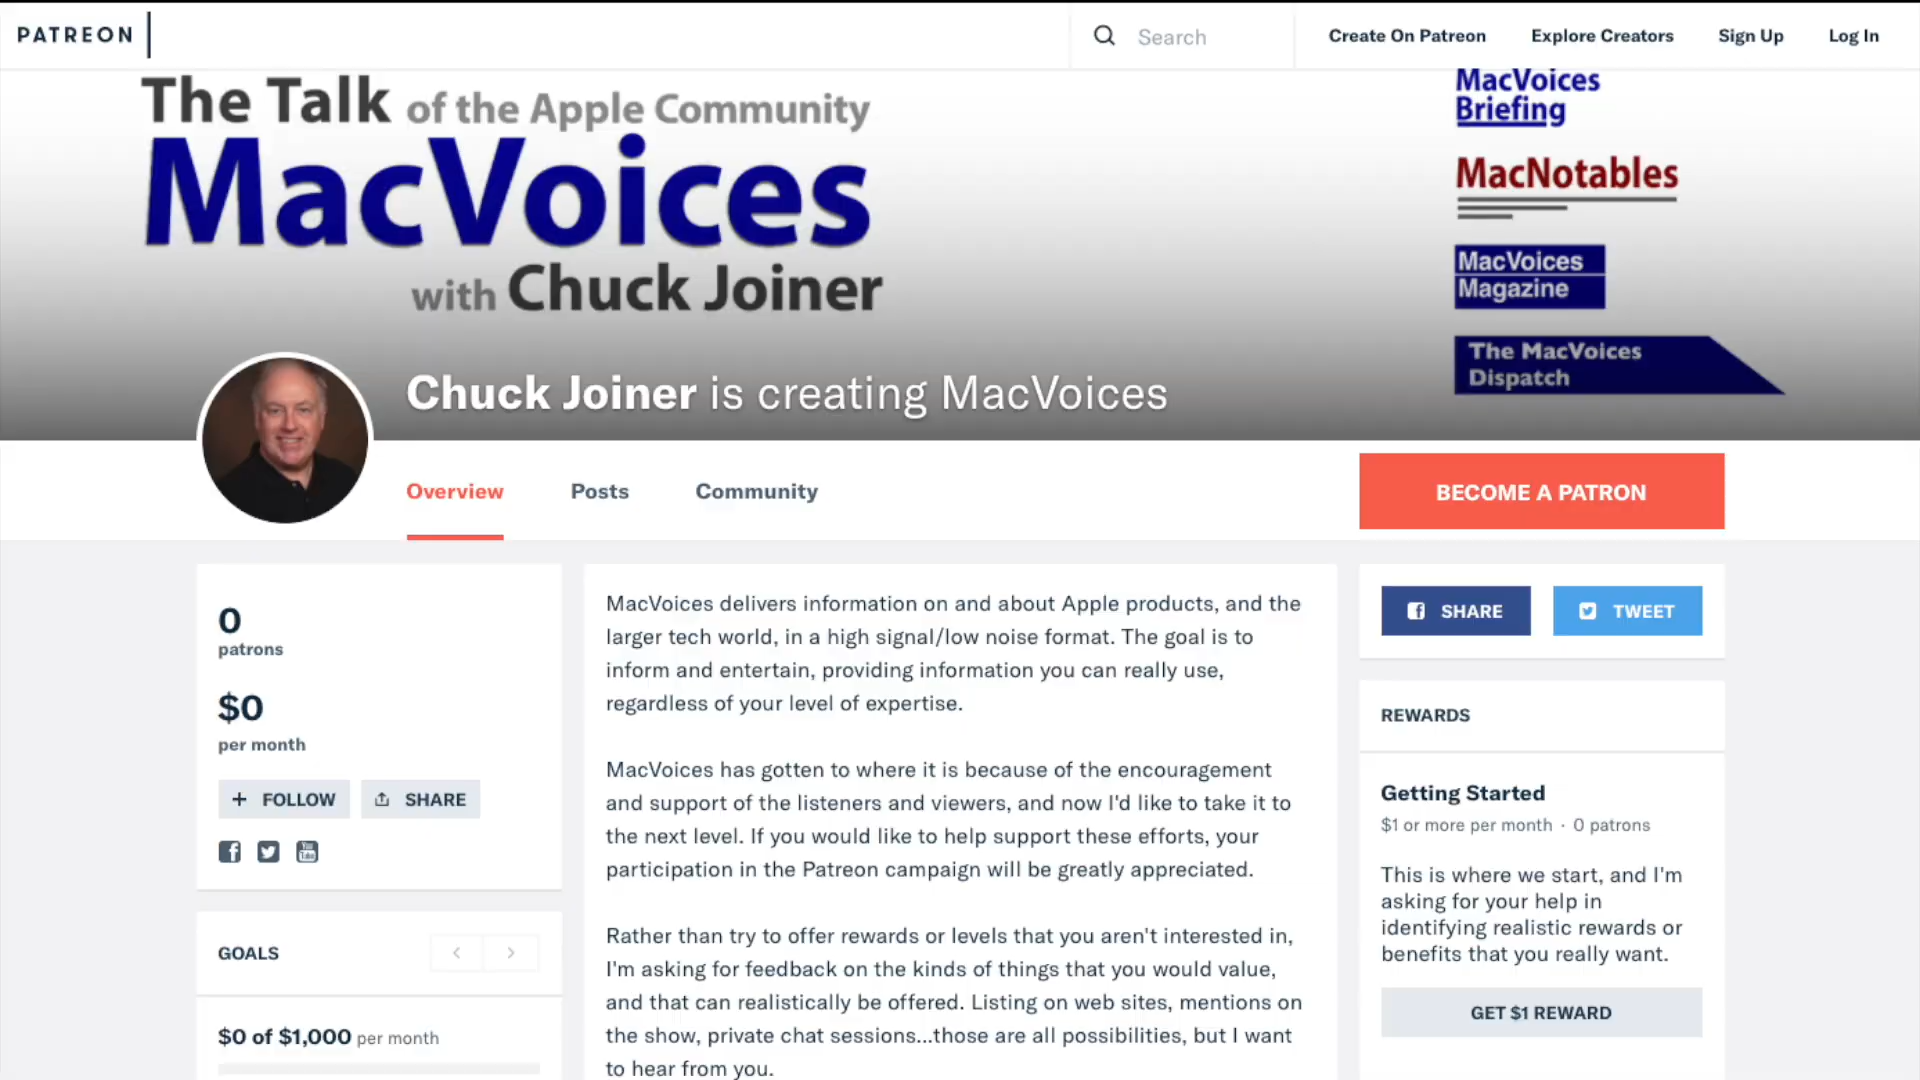 PATREON
Search
Create On Patreon
Explore Creators
Sign Up
Log In
The Talk of the Apple Community
MacVoices
with Chuck Joiner
MacVoices
Briefing
MacNotables
MacVoices
Magazine
The MacVoices
Dispatch
Chuck Joiner is creating MacVoices
Overview
Posts
Community
BECOME A PATRON
0
patrons
$0
per month
+ FOLLOW
SHARE
GOALS
$0 of $1,000 per month
MacVoices delivers information on and about Apple products, and the
larger tech world, in a high signal/low noise format. The goal is to
inform and entertain, providing information you can really use,
regardless of your level of expertise.
MacVoices has gotten to where it is because of the encouragement
and support of the listeners and viewers, and now I'd like to take it to
the next level. If you would like to help support these efforts, your
participation in the Patreon campaign will be greatly appreciated.
Rather than try to offer rewards or levels that you aren't interested in,
I'm asking for feedback on the kinds of things that you would value,
and that can realistically be offered. Listing on web sites, mentions on
the show, private chat sessions...those are all possibilities, but I want
to hear from you.
SHARE
TWEET
REWARDS
Getting Started
$1 or more per month · 0 patrons
This is where we start, and I'm
asking for your help in
identifying realistic rewards or
benefits that you really want.
GET $1 REWARD